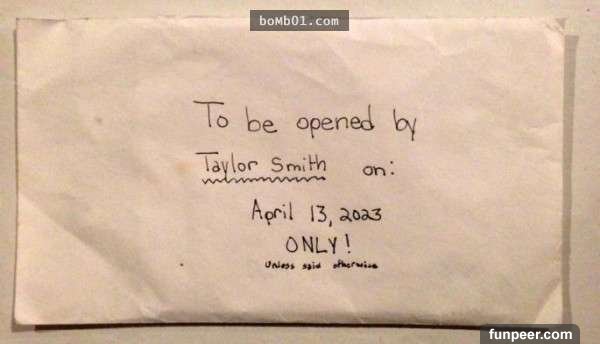 boMb01.com
To be opened by
Taylor Smith on:
April 13, 2023
ONLY!
unless said otherwise
funpeer.com